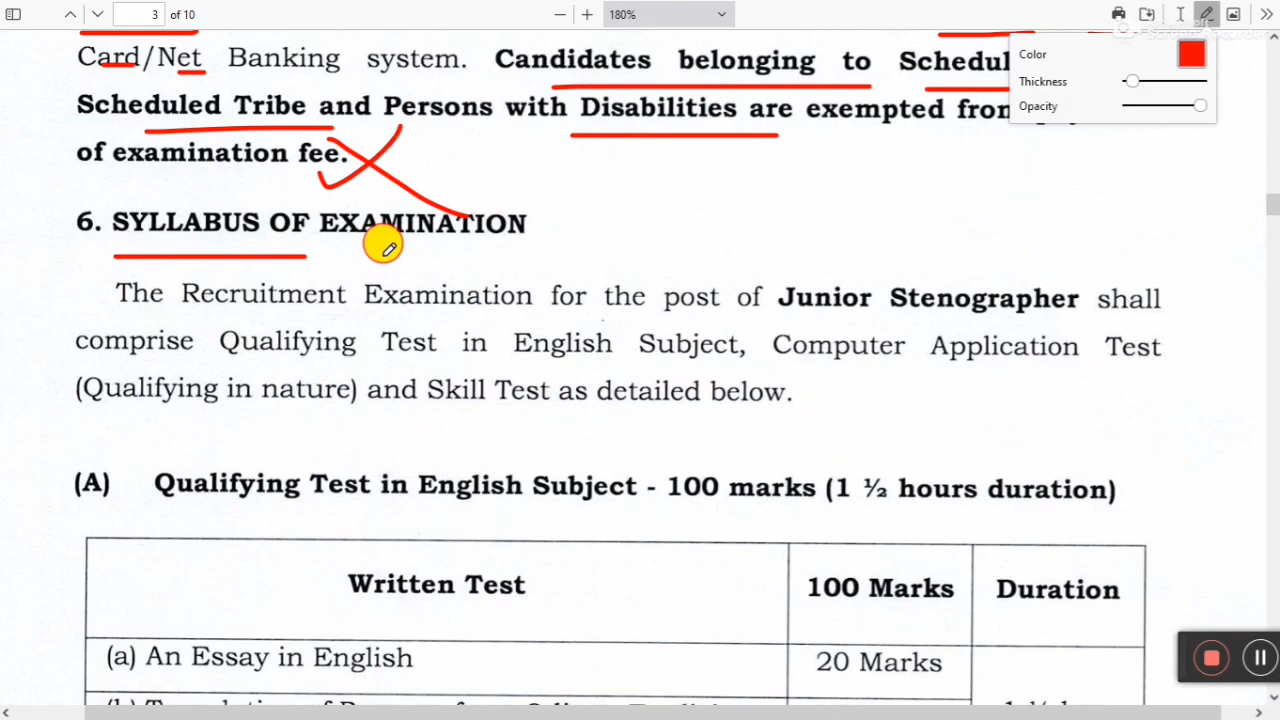 3 of 10
180%
Color
Thickness
Opacity
Card/Net Banking system. Candidates belonging to
Scheduled Tribe and Persons with Disabilities are exempted
of examination fee.
6. SYLLABUS OF EXAMINATION
The Recruitment Examination for the post of Junior Stenographer shall
comprise Qualifying Test in English Subject, Computer Application Test
(Qualifying in nature) and Skill Test as detailed below.
(A) Qualifying Test in English Subject - 100 marks (1 ½ hours duration)
Written Test 100 Marks Duration
(a) An Essay in English 20 Marks